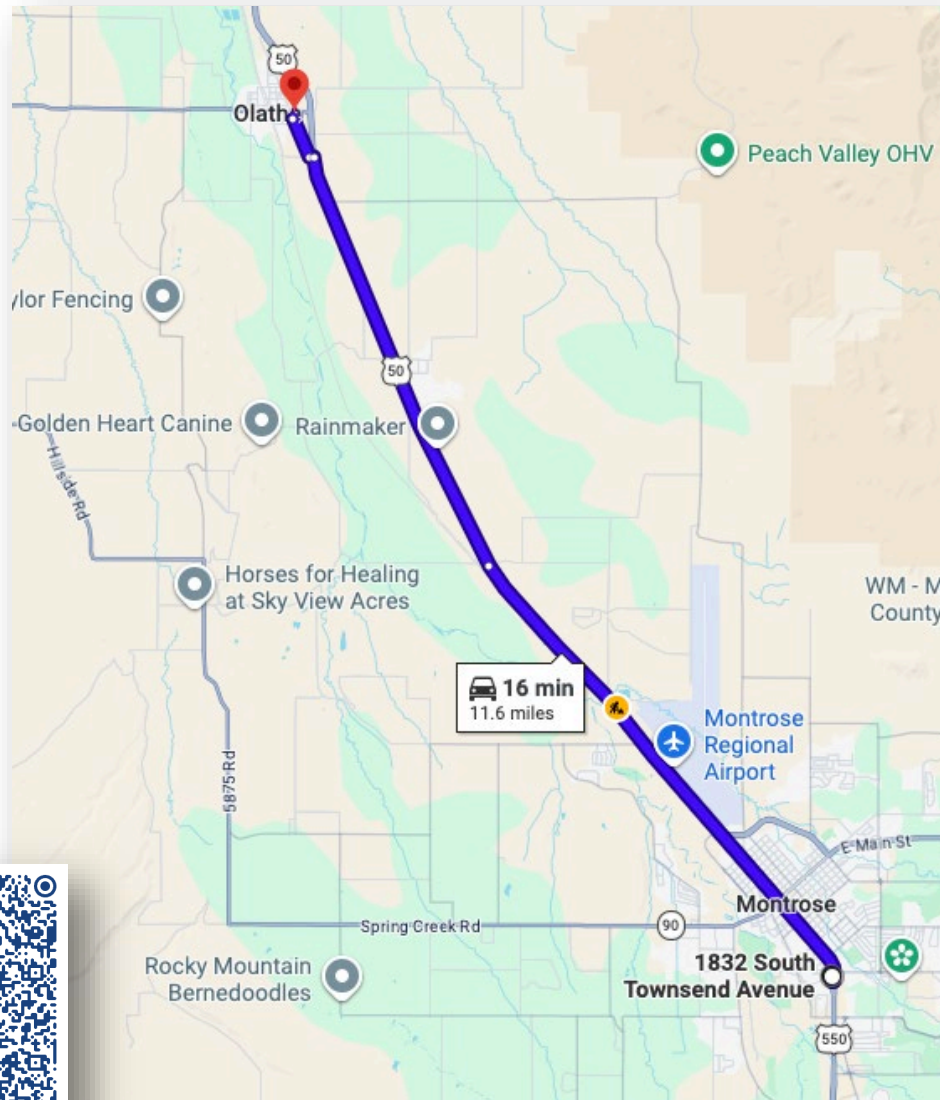 50
Olath
Peach Valley OHV
ylor Fencing
50
Golden Heart Canine
Rainmaker
Hillside Rd
Horses for Healing
at Sky View Acres
WM - M
County
16 min
11.6 miles
Montrose
Regional
Airport
5875 Rd
E Main St
Montrose
Spring Creek Rd
90
1832 South
Townsend Avenue
Rocky Mountain
Bernedoodles
550